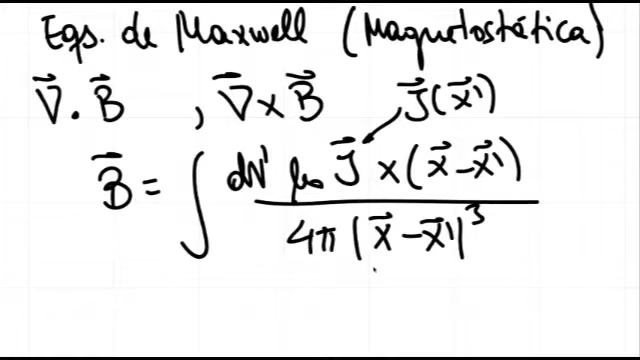 Eqs. de Maxwell (Magnetostática)
∇⃗ · B⃗ , ∇⃗ × B⃗ J⃗(x⃗')
B⃗ = ∫ dV' μ₀ J⃗ × (x⃗ - x⃗')
4π |x⃗ - x⃗'|³